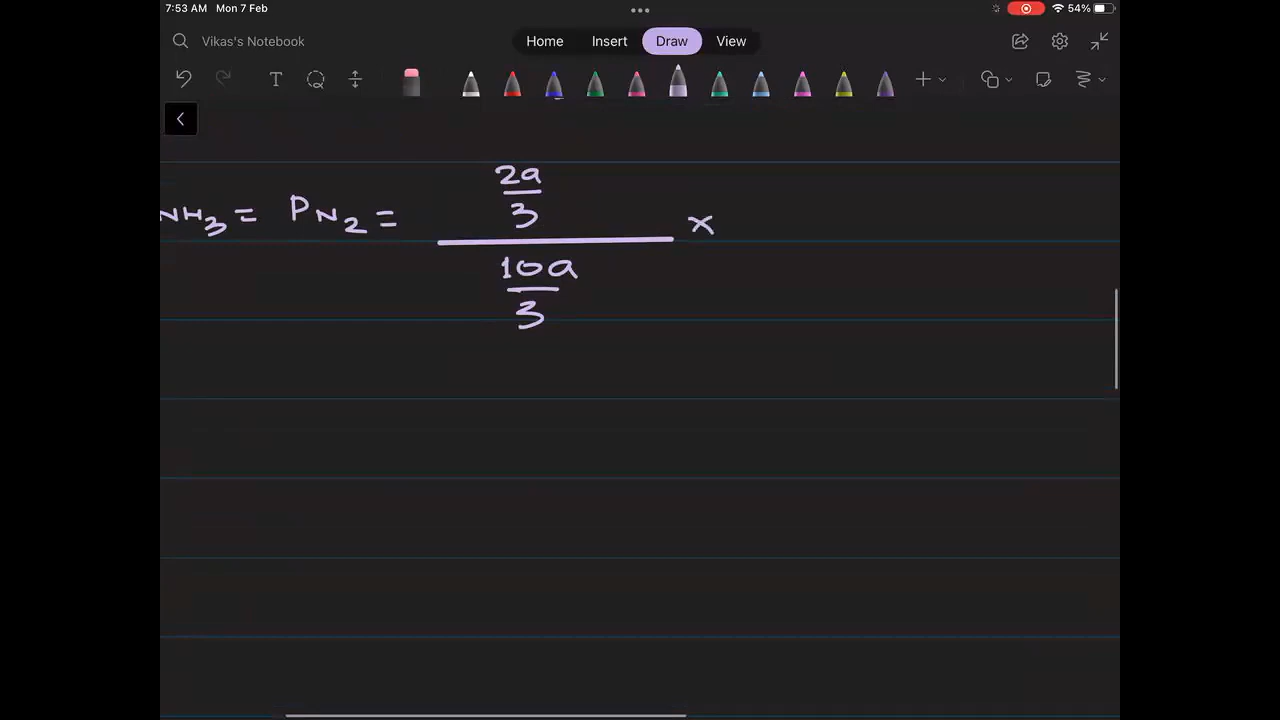 7:53 AM Mon 7 Feb
54%
Vikas's Notebook
Home Insert Draw View
2a
3
NH3 = PN2 = ×
10a
3